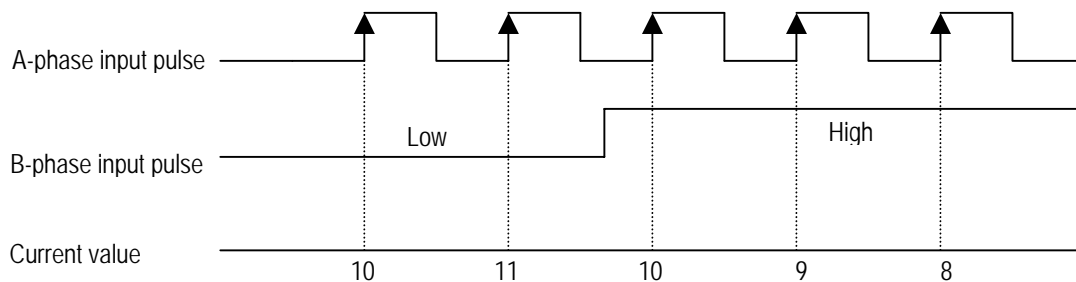 A-phase input pulse
Low
High
B-phase input pulse
Current value
10 11 10 9 8